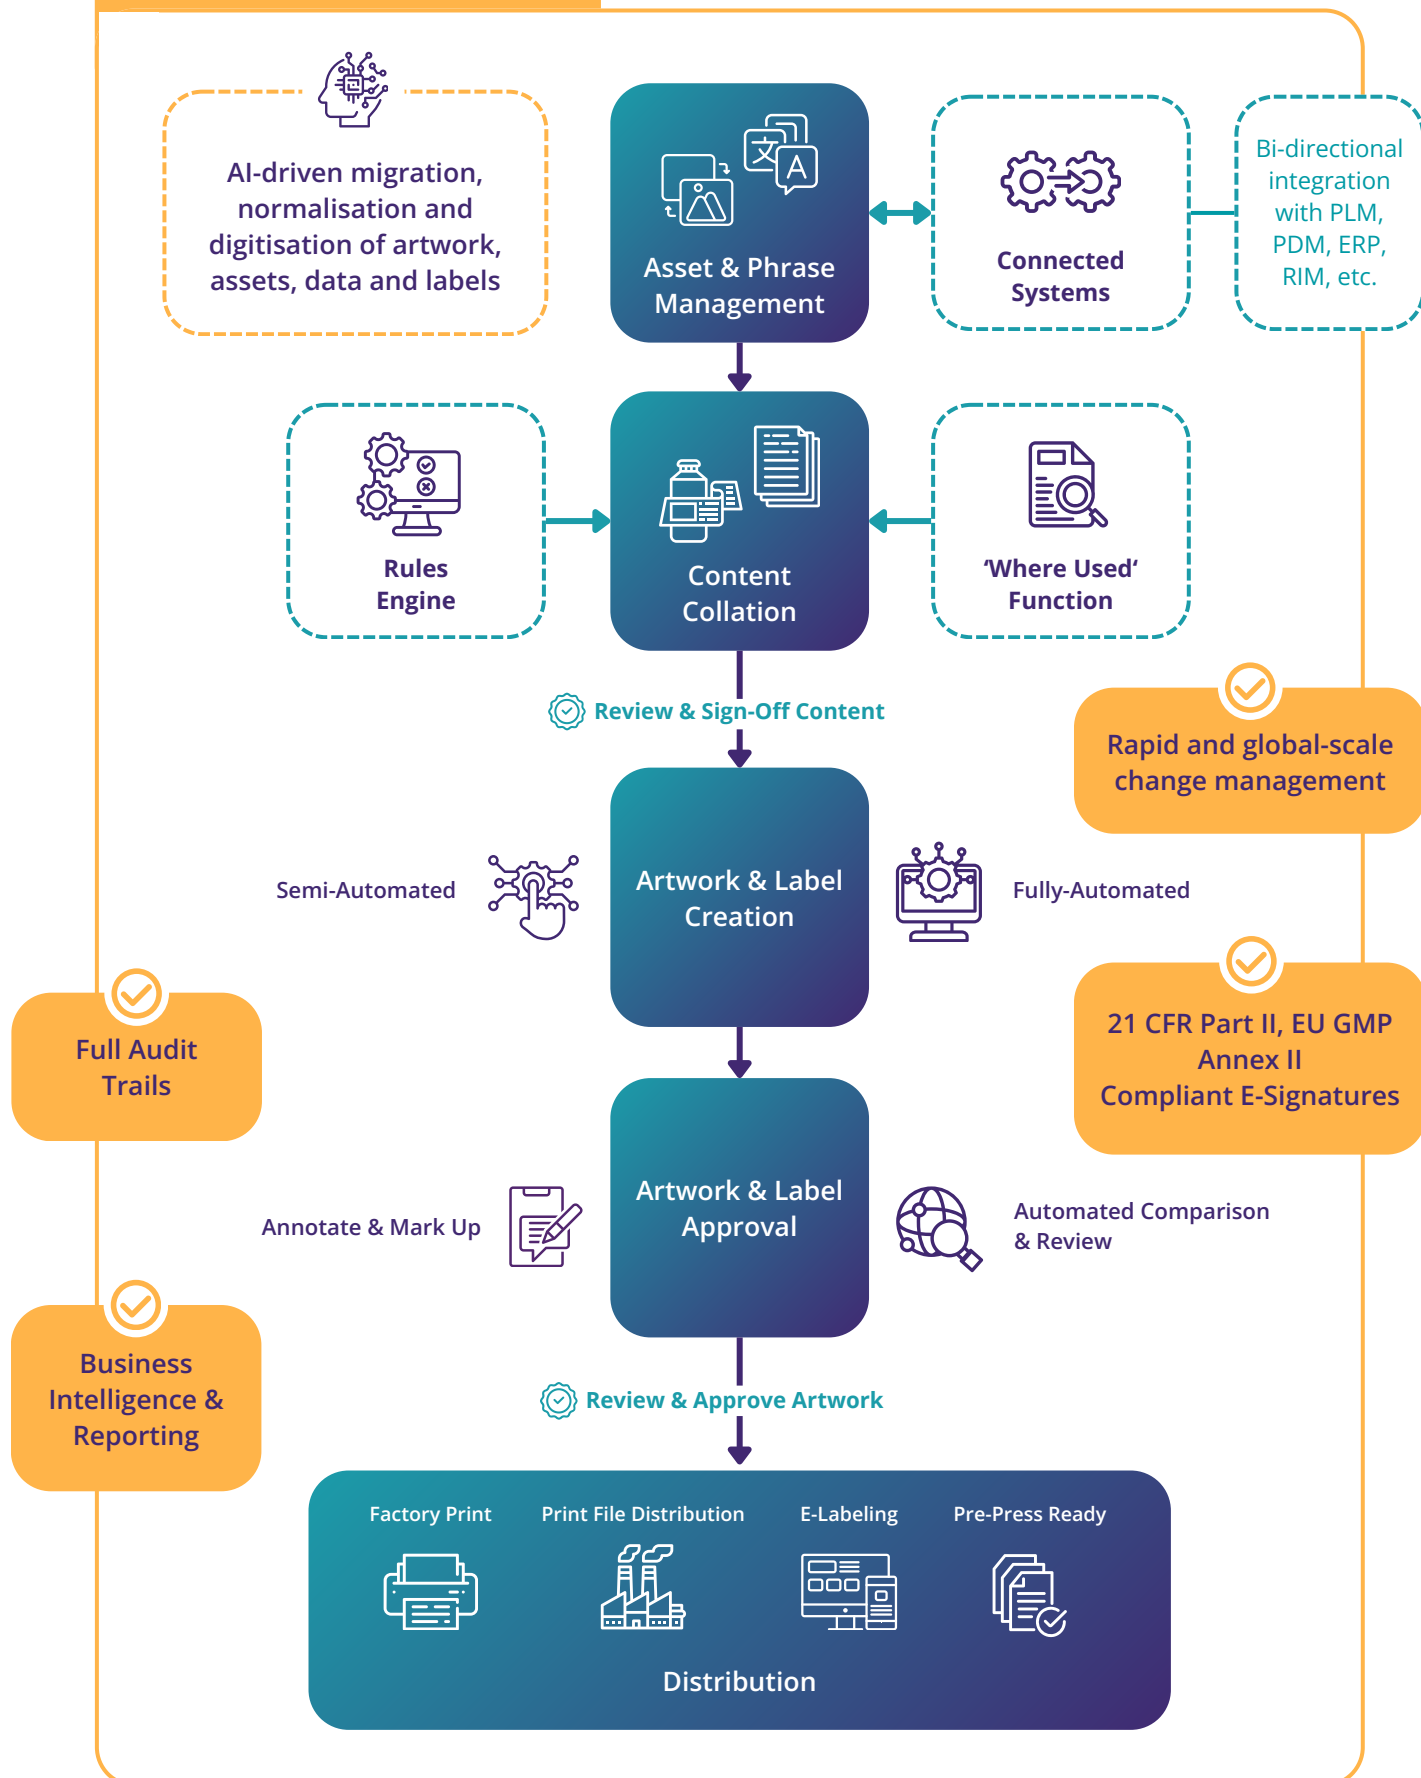 AI-driven migration,
normalisation and
digitisation of artwork,
assets, data and labels
Asset & Phrase
Management
Connected
Systems
Bi-directional
integration
with PLM,
PDM, ERP,
RIM, etc.
Rules
Engine
Content
Collation
‘Where Used‘
Function
Review & Sign-Off Content
Rapid and global-scale
change management
Semi-Automated
Artwork & Label
Creation
Fully-Automated
Full Audit
Trails
21 CFR Part II, EU GMP
Annex II
Compliant E-Signatures
Annotate & Mark Up
Artwork & Label
Approval
Automated Comparison
& Review
Business
Intelligence &
Reporting
Review & Approve Artwork
Factory Print
Print File Distribution
E-Labeling
Pre-Press Ready
Distribution